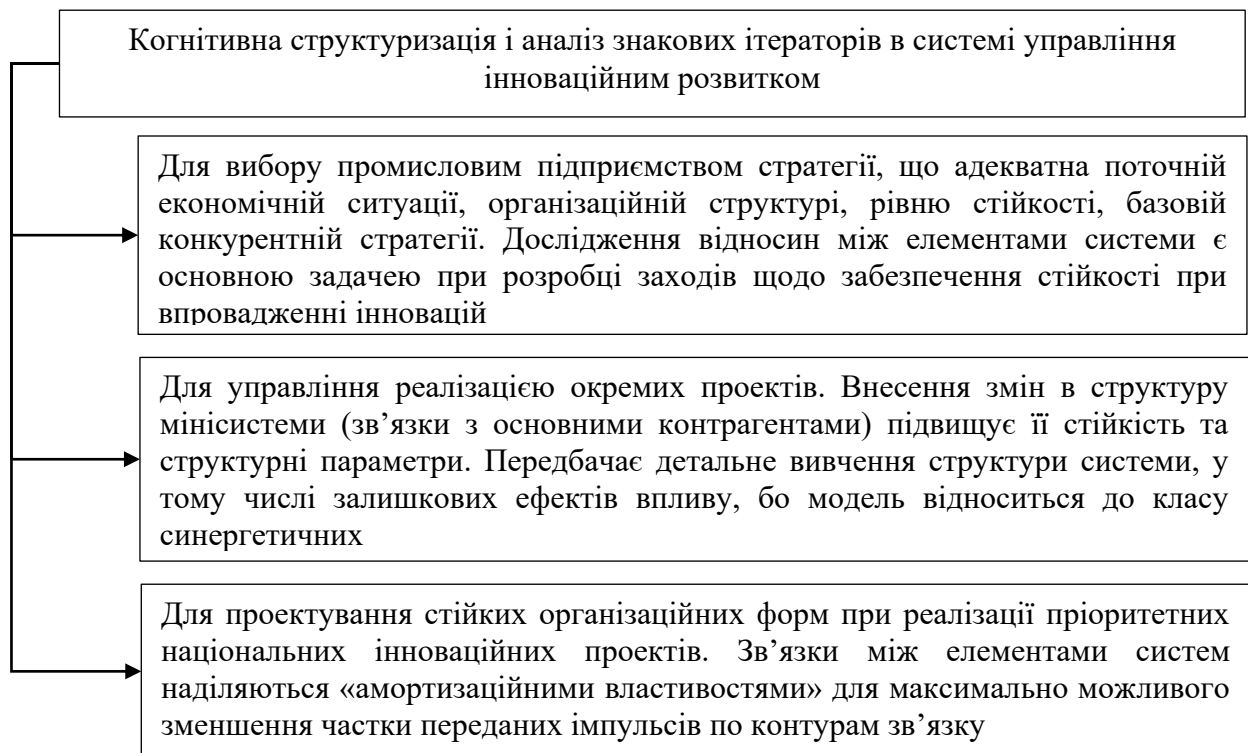 Когнітивна структуризація і аналіз знакових ітераторів в системі управління
інноваційним розвитком
Для вибору промисловим підприємством стратегії, що адекватна поточній
економічній ситуації, організаційній структурі, рівню стійкості, базовій
конкурентній стратегії. Дослідження відносин між елементами системи є
основною задачею при розробці заходів щодо забезпечення стійкості при
впровадженні інновацій
Для управління реалізацією окремих проектів. Внесення змін в структуру
мінісистеми (зв’язки з основними контрагентами) підвищує її стійкість та
структурні параметри. Передбачає детальне вивчення структури системи, у
тому числі залишкових ефектів впливу, бо модель відноситься до класу
синергетичних
Для проектування стійких організаційних форм при реалізації пріоритетних
національних інноваційних проектів. Зв’язки між елементами систем
наділяються «амортизаційними властивостями» для максимально можливого
зменшення частки переданих імпульсів по контурам зв’язку